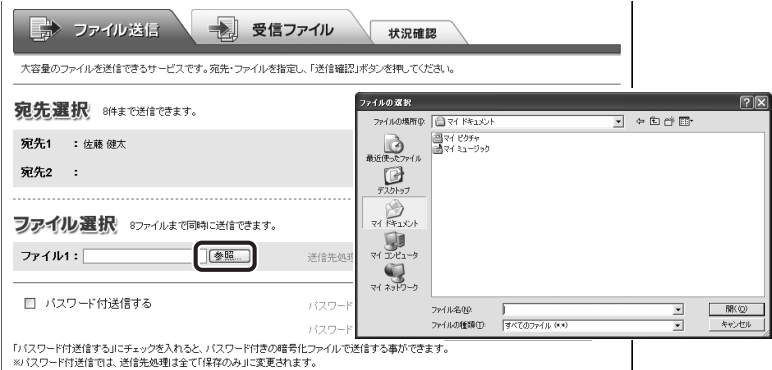 ファイル送信
受信ファイル
状況確認
大容量のファイルを送信できるサービスです。宛先・ファイルを指定し、「送信確認」ボタンを押してください。
宛先選択 8件まで送信できます。
宛先1 : 佐藤 健太
宛先2 :
ファイル選択 8ファイルまで同時に送信できます。
ファイル1 : 参照... 送信先処理
パスワード付送信する パスワード
パスワード
「パスワード付送信する」にチェックを入れると、パスワード付きの暗号化ファイルで送信する事ができます。
※パスワード付送信では、送信先処理は全て「保存のみ」に変更されます。
ファイルの選択
ファイルの場所(I): マイ ドキュメント
最近使ったファイル
デスクトップ
マイ ドキュメント
マイ コンピュータ
マイ ネットワーク
マイ ピクチャ
マイ ミュージック
ファイル名(N): 開く(O)
ファイルの種類(T): すべてのファイル (*.*) キャンセル